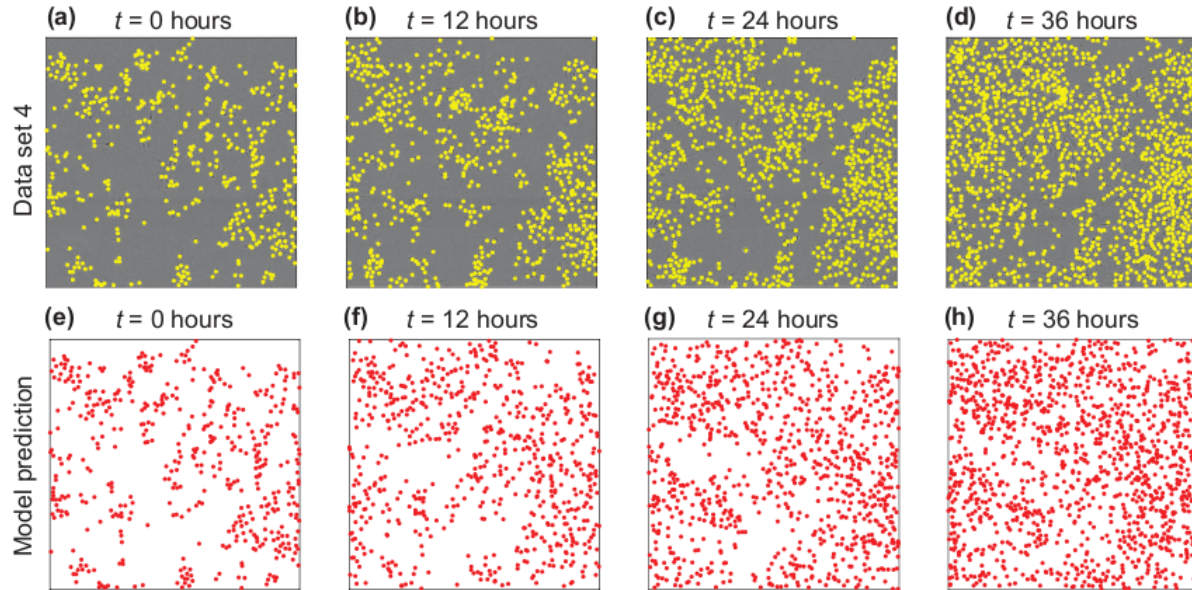 (a) t = 0 hours
(b) t = 12 hours
(c) t = 24 hours
(d) t = 36 hours
Data set 4
(e) t = 0 hours
(f) t = 12 hours
(g) t = 24 hours
(h) t = 36 hours
Model prediction